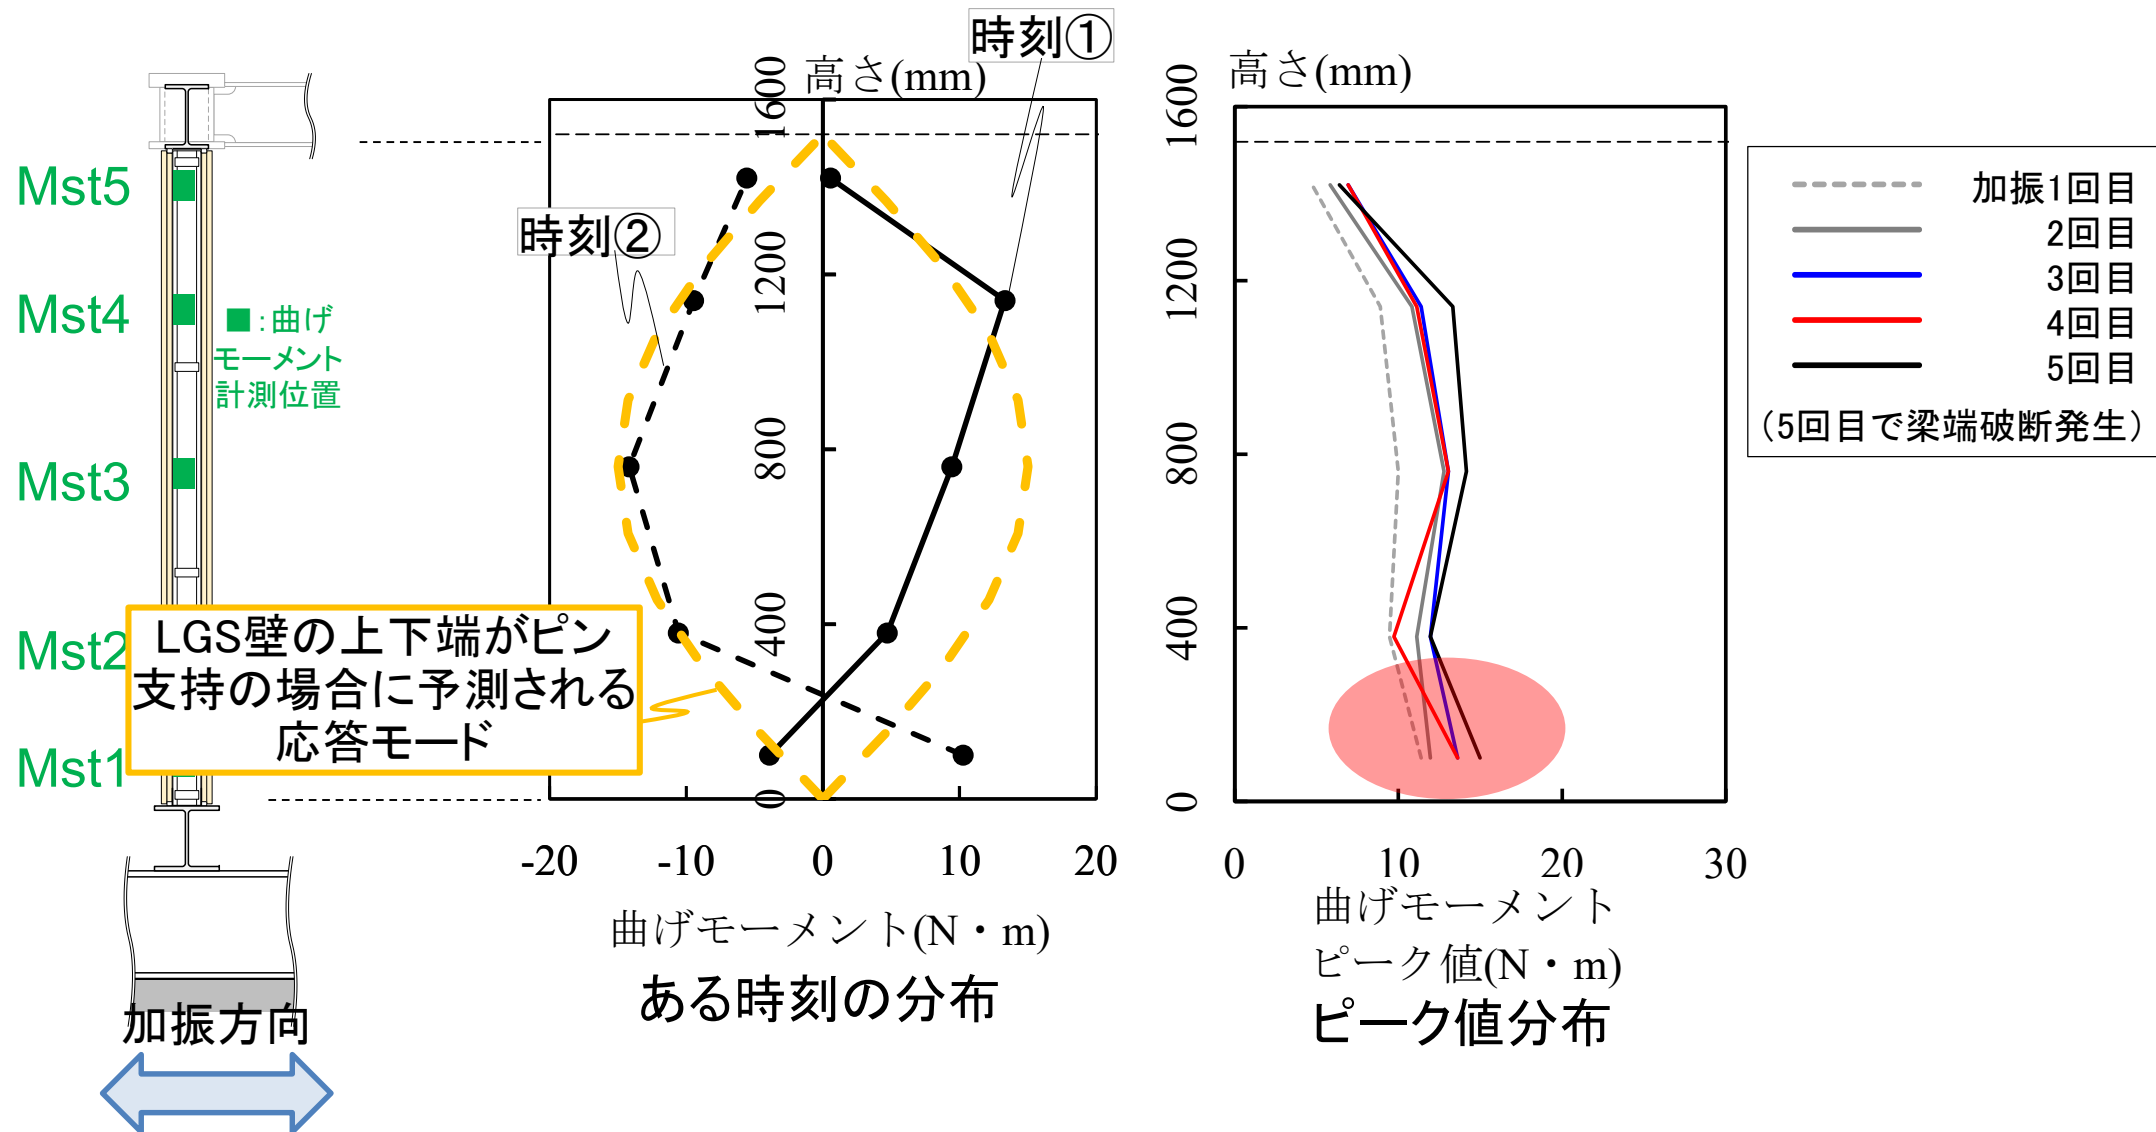 Mst5
Mst4
Mst3
Mst2
Mst1
■:曲げ
モーメント
計測位置
加振方向
LGS壁の上下端がピン
支持の場合に予測される
応答モード
時刻①
時刻②
高さ(mm)
1600
1200
800
400
0
-20
-10
0
10
20
曲げモーメント(N・m)
ある時刻の分布
高さ(mm)
1600
1200
800
400
0
0
10
20
30
曲げモーメント
ピーク値(N・m)
ピーク値分布
加振1回目
2回目
3回目
4回目
5回目
(5回目で梁端破断発生)